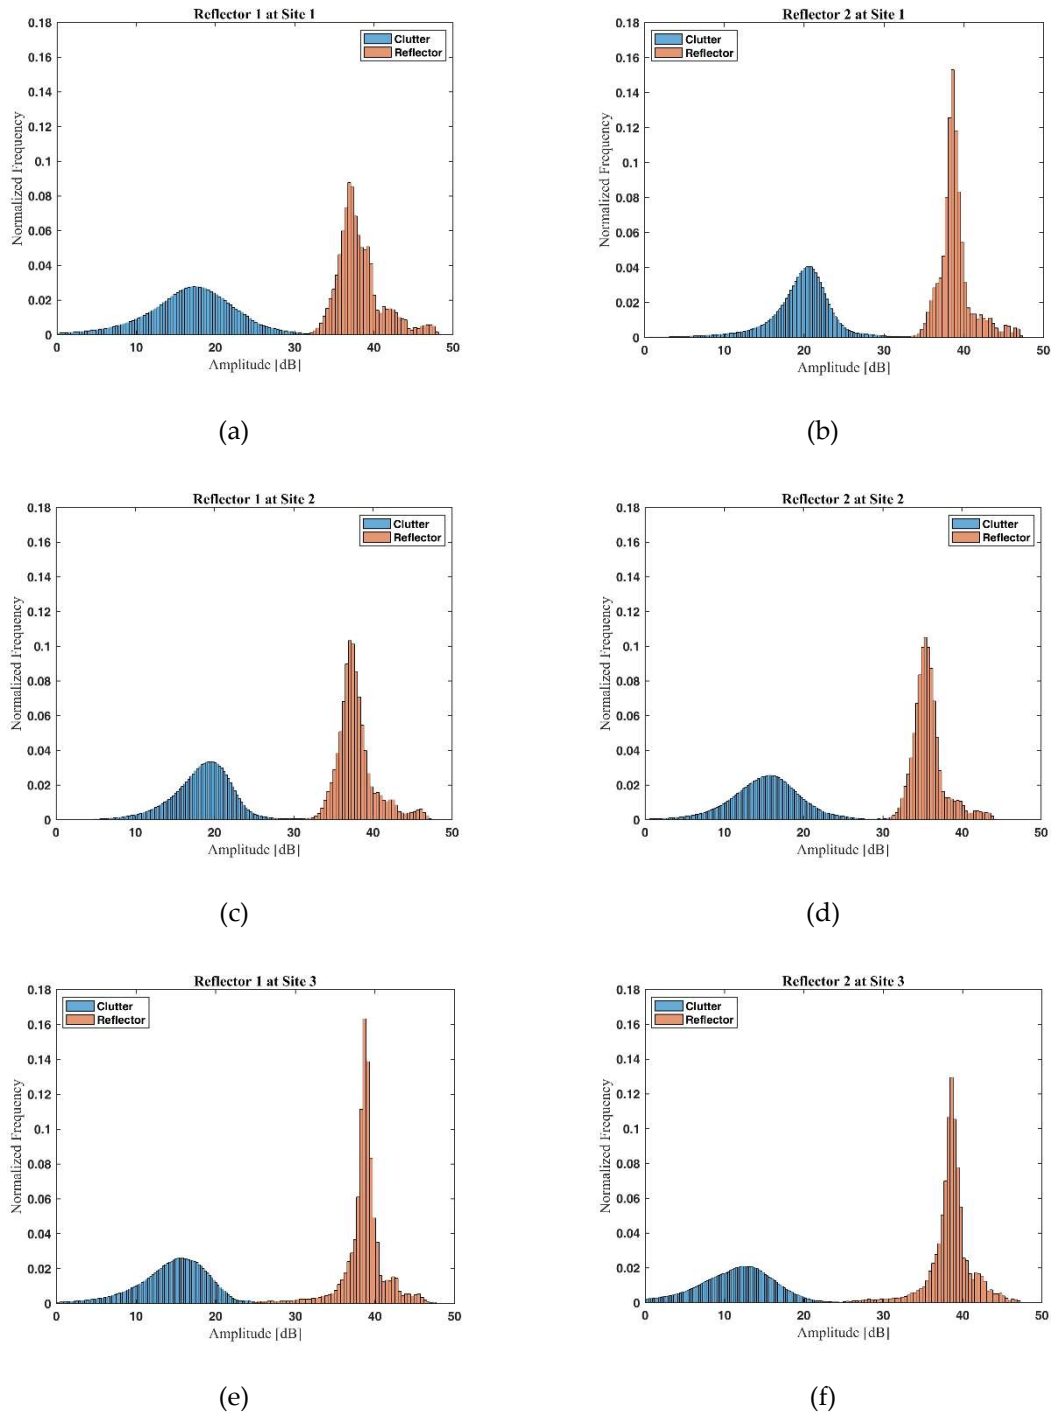 Reflector 1 at Site 1
Clutter
Reflector
Normalized Frequency
0.18
0.16
0.14
0.12
0.1
0.08
0.06
0.04
0.02
0
0 10 20 30 40 50
Amplitude [dB]
(a)
Reflector 2 at Site 1
Clutter
Reflector
Normalized Frequency
0.18
0.16
0.14
0.12
0.1
0.08
0.06
0.04
0.02
0
0 10 20 30 40 50
Amplitude [dB]
(b)
Reflector 1 at Site 2
Clutter
Reflector
Normalized Frequency
0.18
0.16
0.14
0.12
0.1
0.08
0.06
0.04
0.02
0
0 10 20 30 40 50
Amplitude [dB]
(c)
Reflector 2 at Site 2
Clutter
Reflector
Normalized Frequency
0.18
0.16
0.14
0.12
0.1
0.08
0.06
0.04
0.02
0
0 10 20 30 40 50
Amplitude [dB]
(d)
Reflector 1 at Site 3
Clutter
Reflector
Normalized Frequency
0.18
0.16
0.14
0.12
0.1
0.08
0.06
0.04
0.02
0
0 10 20 30 40 50
Amplitude [dB]
(e)
Reflector 2 at Site 3
Clutter
Reflector
Normalized Frequency
0.18
0.16
0.14
0.12
0.1
0.08
0.06
0.04
0.02
0
0 10 20 30 40 50
Amplitude [dB]
(f)